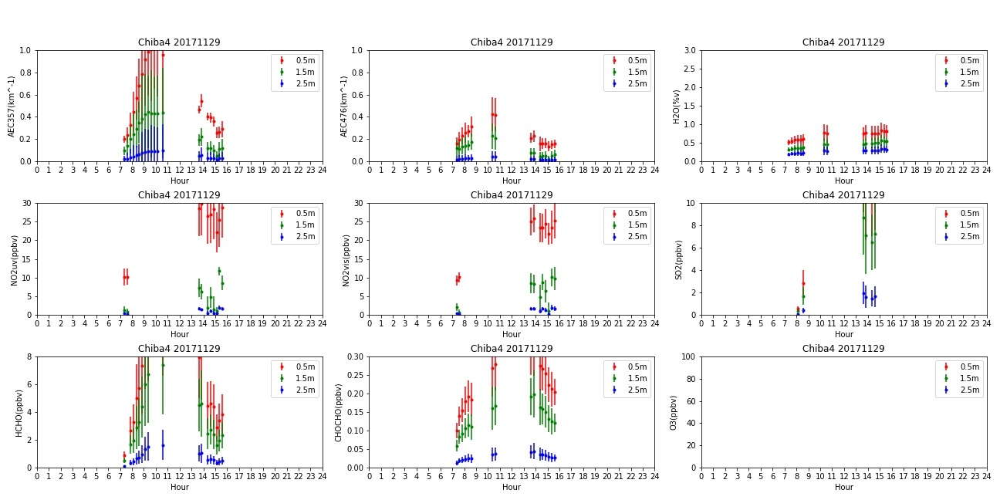 Chiba4 20171129 Chiba4 20171129 Chiba4 20171129
AEC357(km^-1) 0.0 0.2 0.4 0.6 0.8 1.0 0.5m 1.5m 2.5m
0 1 2 3 4 5 6 7 8 9 10 11 12 13 14 15 16 17 18 19 20 21 22 23 24
Hour
AEC476(km^-1) 0.0 0.2 0.4 0.6 0.8 1.0 0.5m 1.5m 2.5m
0 1 2 3 4 5 6 7 8 9 10 11 12 13 14 15 16 17 18 19 20 21 22 23 24
Hour
H2O(%v) 0.0 0.5 1.0 1.5 2.0 2.5 3.0 0.5m 1.5m 2.5m
0 1 2 3 4 5 6 7 8 9 10 11 12 13 14 15 16 17 18 19 20 21 22 23 24
Hour
Chiba4 20171129 Chiba4 20171129 Chiba4 20171129
NO2uv(ppbv) 0 5 10 15 20 25 30 0.5m 1.5m 2.5m
0 1 2 3 4 5 6 7 8 9 10 11 12 13 14 15 16 17 18 19 20 21 22 23 24
Hour
NO2vis(ppbv) 0 5 10 15 20 25 30 0.5m 1.5m 2.5m
0 1 2 3 4 5 6 7 8 9 10 11 12 13 14 15 16 17 18 19 20 21 22 23 24
Hour
SO2(ppbv) 0 2 4 6 8 10 0.5m 1.5m 2.5m
0 1 2 3 4 5 6 7 8 9 10 11 12 13 14 15 16 17 18 19 20 21 22 23 24
Hour
Chiba4 20171129 Chiba4 20171129 Chiba4 20171129
HCHO(ppbv) 0 2 4 6 8 0.5m 1.5m 2.5m
0 1 2 3 4 5 6 7 8 9 10 11 12 13 14 15 16 17 18 19 20 21 22 23 24
Hour
CHOCHO(ppbv) 0.00 0.05 0.10 0.15 0.20 0.25 0.30 0.5m 1.5m 2.5m
0 1 2 3 4 5 6 7 8 9 10 11 12 13 14 15 16 17 18 19 20 21 22 23 24
Hour
O3(ppbv) 0 20 40 60 80 100 0.5m 1.5m 2.5m
0 1 2 3 4 5 6 7 8 9 10 11 12 13 14 15 16 17 18 19 20 21 22 23 24
Hour